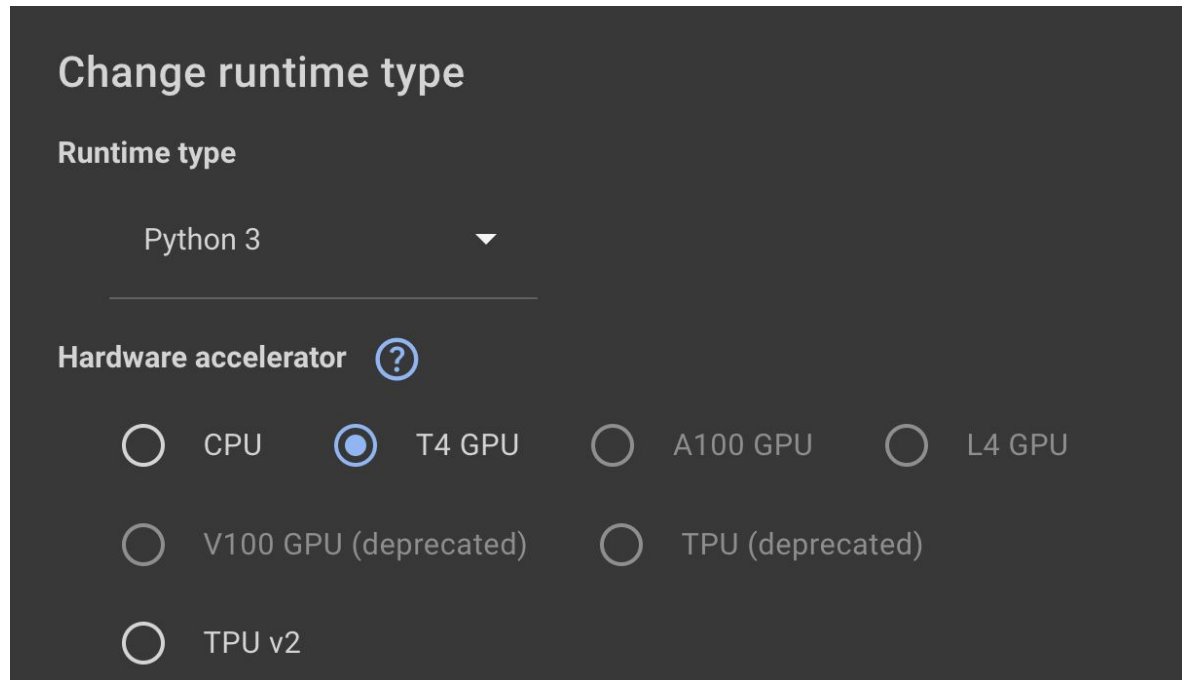 Change runtime type
Runtime type
Python 3
Hardware accelerator ?
CPU T4 GPU A100 GPU L4 GPU
V100 GPU (deprecated) TPU (deprecated)
TPU v2